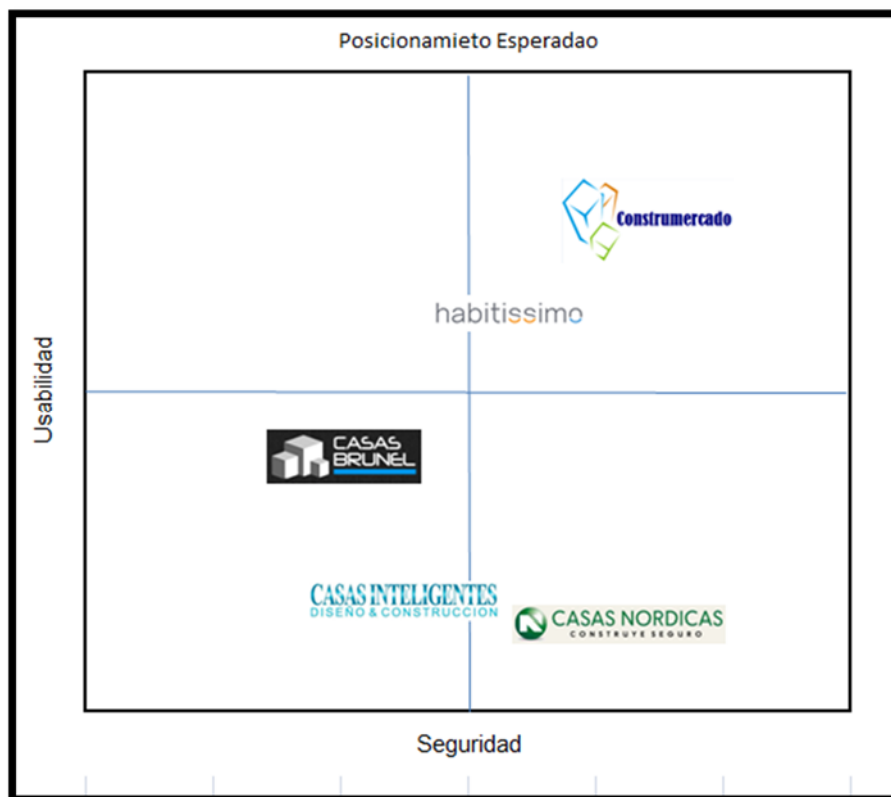 Posicionamieto Esperadao
Construmercado
habitissimo
Usabilidad
CASAS
BRUNEL
CASAS INTELIGENTES
DISEÑO & CONSTRUCCION
CASAS NORDICAS
CONSTRUYE SEGURO
Seguridad